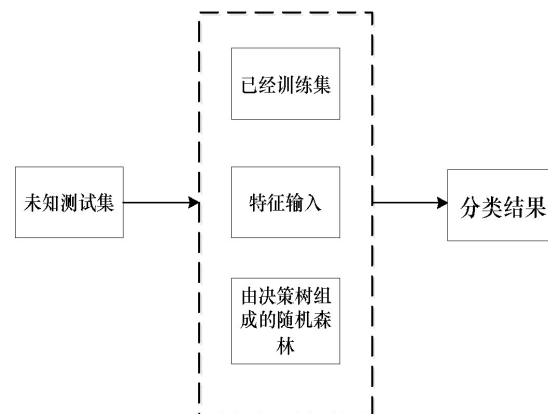 已经训练集
未知测试集
特征输入
分类结果
由决策树组
成的随机森
林